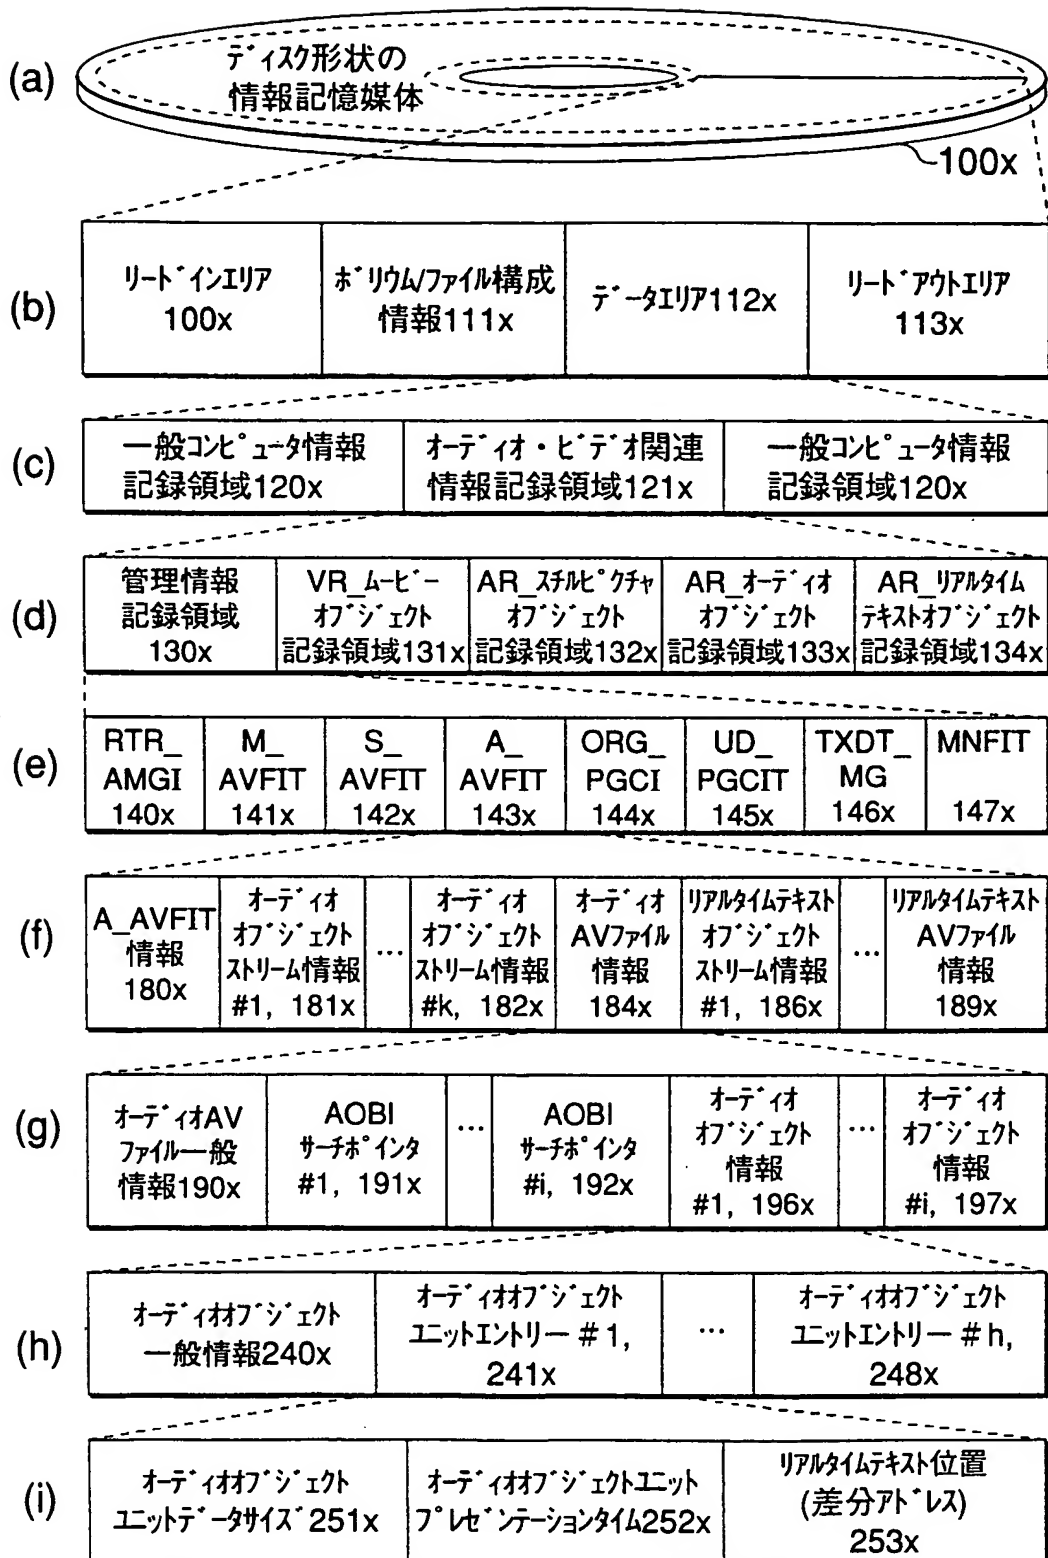 (a)
ディスク形状の
情報記憶媒体
100x
(b)
リードインエリア
100x
ボリウム/ファイル構成
情報111x
データエリア112x
リードアウトエリア
113x
(c)
一般コンピュータ情報
記録領域120x
オーディオ・ビデオ関連
情報記録領域121x
一般コンピュータ情報
記録領域120x
(d)
管理情報
記録領域
130x
VR_ムービー
オブジェクト
記録領域131x
AR_スチルピクチャ
オブジェクト
記録領域132x
AR_オーディオ
オブジェクト
記録領域133x
AR_リアルタイム
テキストオブジェクト
記録領域134x
(e)
RTR_
AMGI
140x
M_
AVFIT
141x
S_
AVFIT
142x
A_
AVFIT
143x
ORG_
PGCI
144x
UD_
PGCIT
145x
TXDT_
MG
146x
MNFIT
147x
(f)
A_AVFIT
情報
180x
オーディオ
オブジェクト
ストリーム情報
#1, 181x
…
オーディオ
オブジェクト
ストリーム情報
#k, 182x
オーディオ
AVファイル
情報
184x
リアルタイムテキスト
オブジェクト
ストリーム情報
#1, 186x
…
リアルタイムテキスト
AVファイル
情報
189x
(g)
オーディオAV
ファイル一般
情報190x
AOBI
サーチポインタ
#1, 191x
…
AOBI
サーチポインタ
#i, 192x
オーディオ
オブジェクト
情報
#1, 196x
…
オーディオ
オブジェクト
情報
#i, 197x
(h)
オーディオオブジェクト
一般情報240x
オーディオオブジェクト
ユニットエントリー#1,
241x
…
オーディオオブジェクト
ユニットエントリー#h,
248x
(i)
オーディオオブジェクト
ユニットデータサイズ251x
オーディオオブジェクトユニット
プレゼンテーションタイム252x
リアルタイムテキスト位置
(差分アドレス)
253x